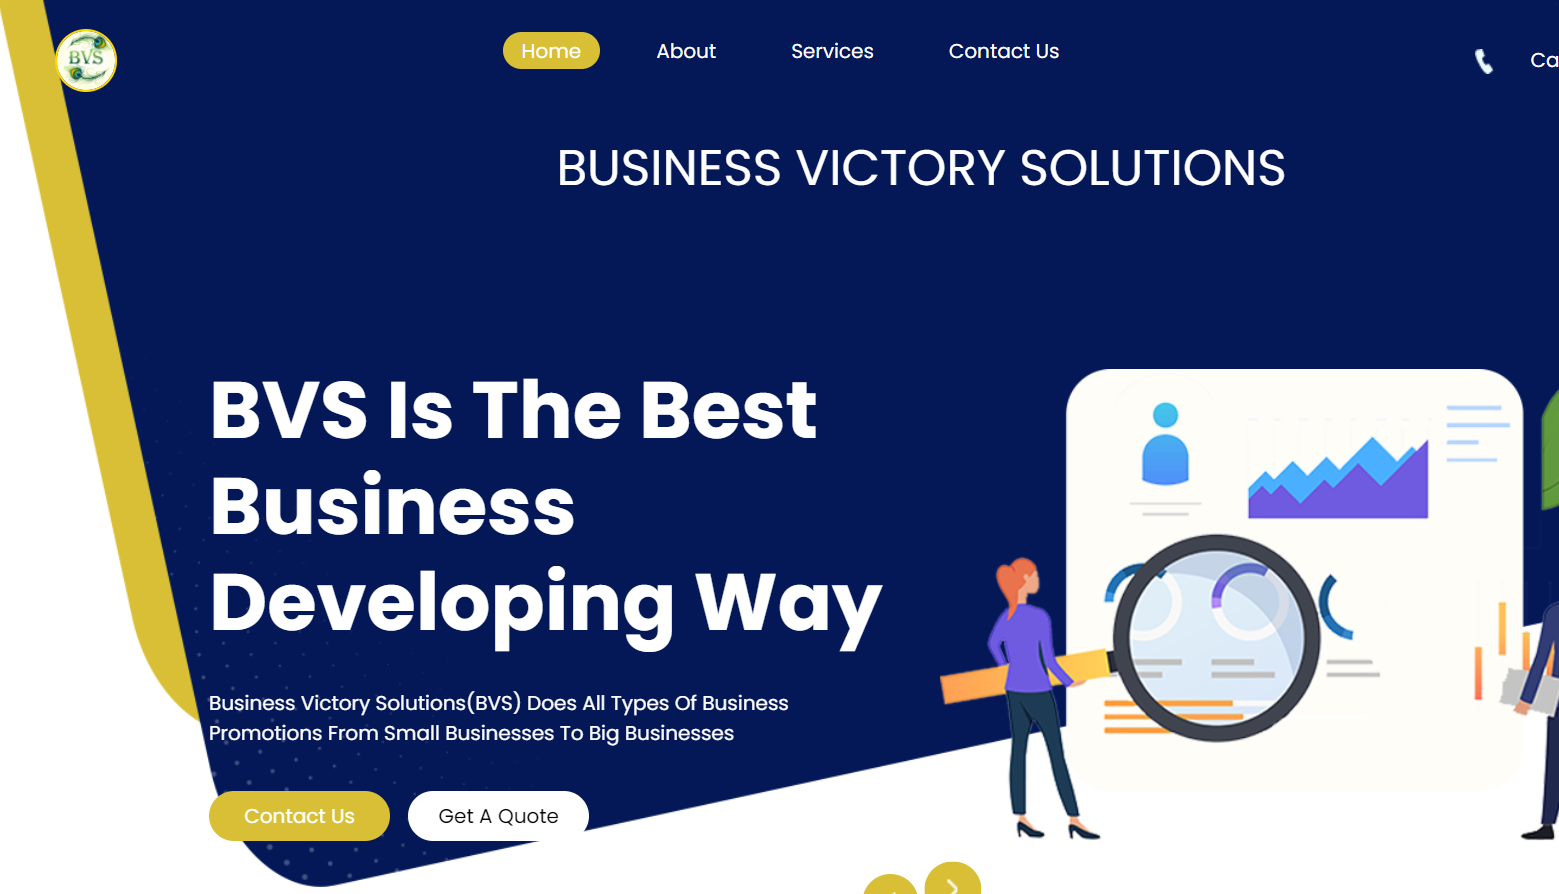 BVS
Home
About
Services
Contact Us
Ca
BUSINESS VICTORY SOLUTIONS
BVS Is The Best
Business
Developing Way
Business Victory Solutions(BVS) Does All Types Of Business
Promotions From Small Businesses To Big Businesses
Contact Us
Get A Quote